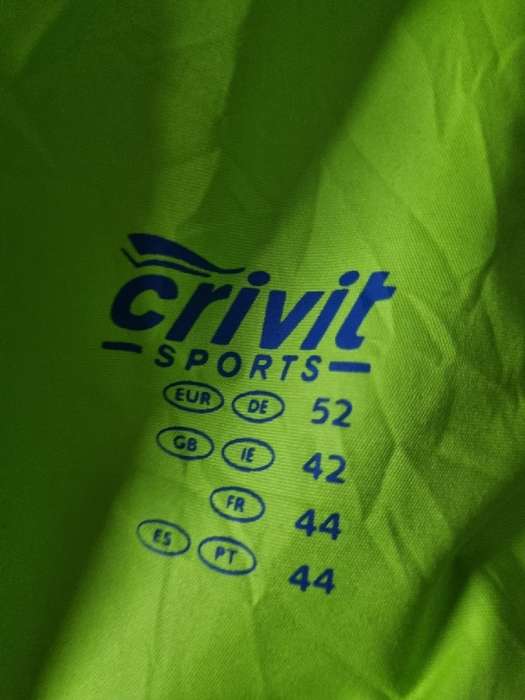 crivit
SPORTS
EUR DE 52
GB IE 42
FR 44
ES PT 44